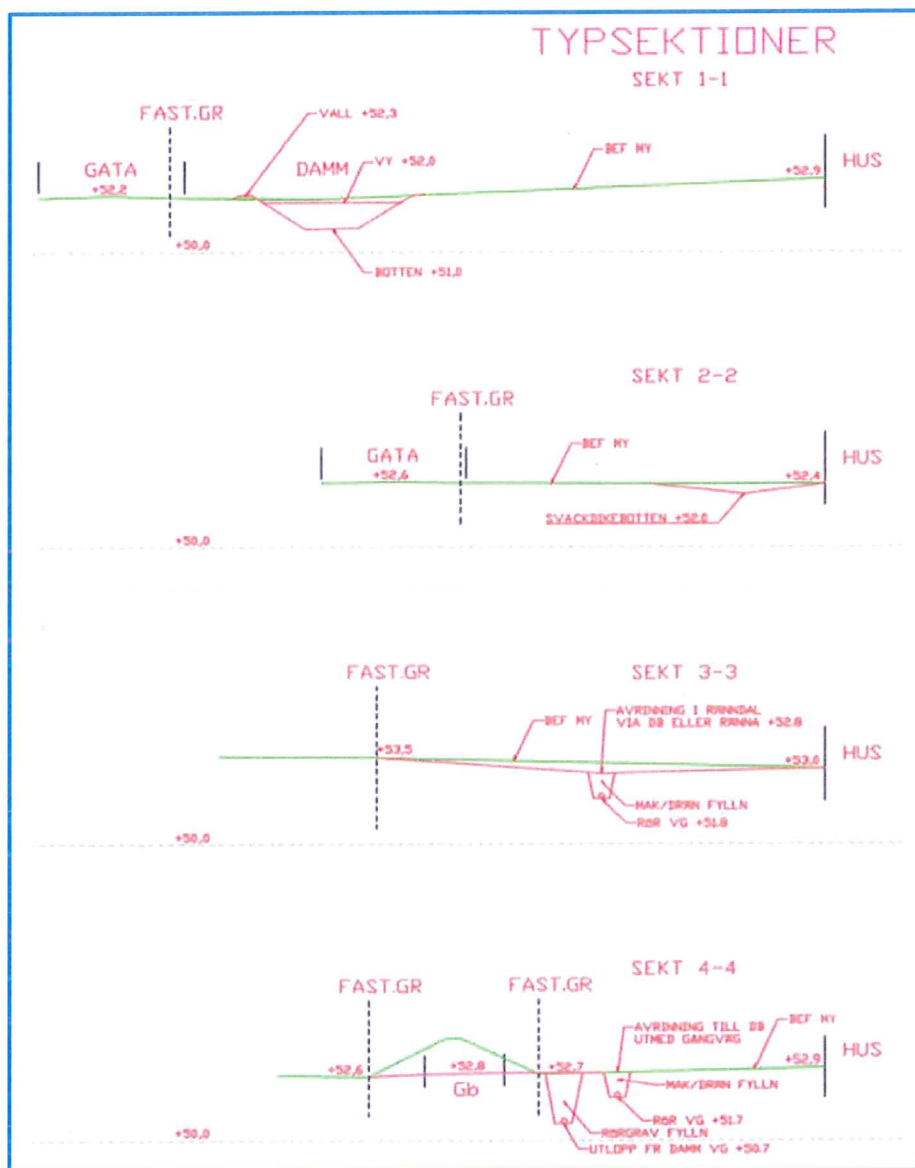 TYPSEKTIONER
SEKT 1-1
FAST.GR
VALL +52,3
GATA
+52,2
DAMM
VY +52,0
BEF MY
+52,9
HUS
+50,0
BOTTEN +51,0
SEKT 2-2
FAST.GR
GATA
+52,6
BEF MY
+52,4
HUS
SVACKDIKEBOTTEN +52,0
+50,0
SEKT 3-3
FAST.GR
AVRINNING I RÄNNDAL
VIA DB ELLER RÄNNA +52,8
BEF MY
+53,5
+53,0
HUS
MAK/DRÄN FYLLN
RÖR VG +51,8
+50,0
SEKT 4-4
FAST.GR
FAST.GR
AVRINNING TILL DB
UTMED GÅNGVÄG
BEF MY
+52,6
+52,8
+52,7
+52,9
HUS
Gb
MAK/DRÄN FYLLN
RÖR VG +51,7
RÖRGRAV FYLLN
UTLOPP FR DAMM VG +50,7
+50,0